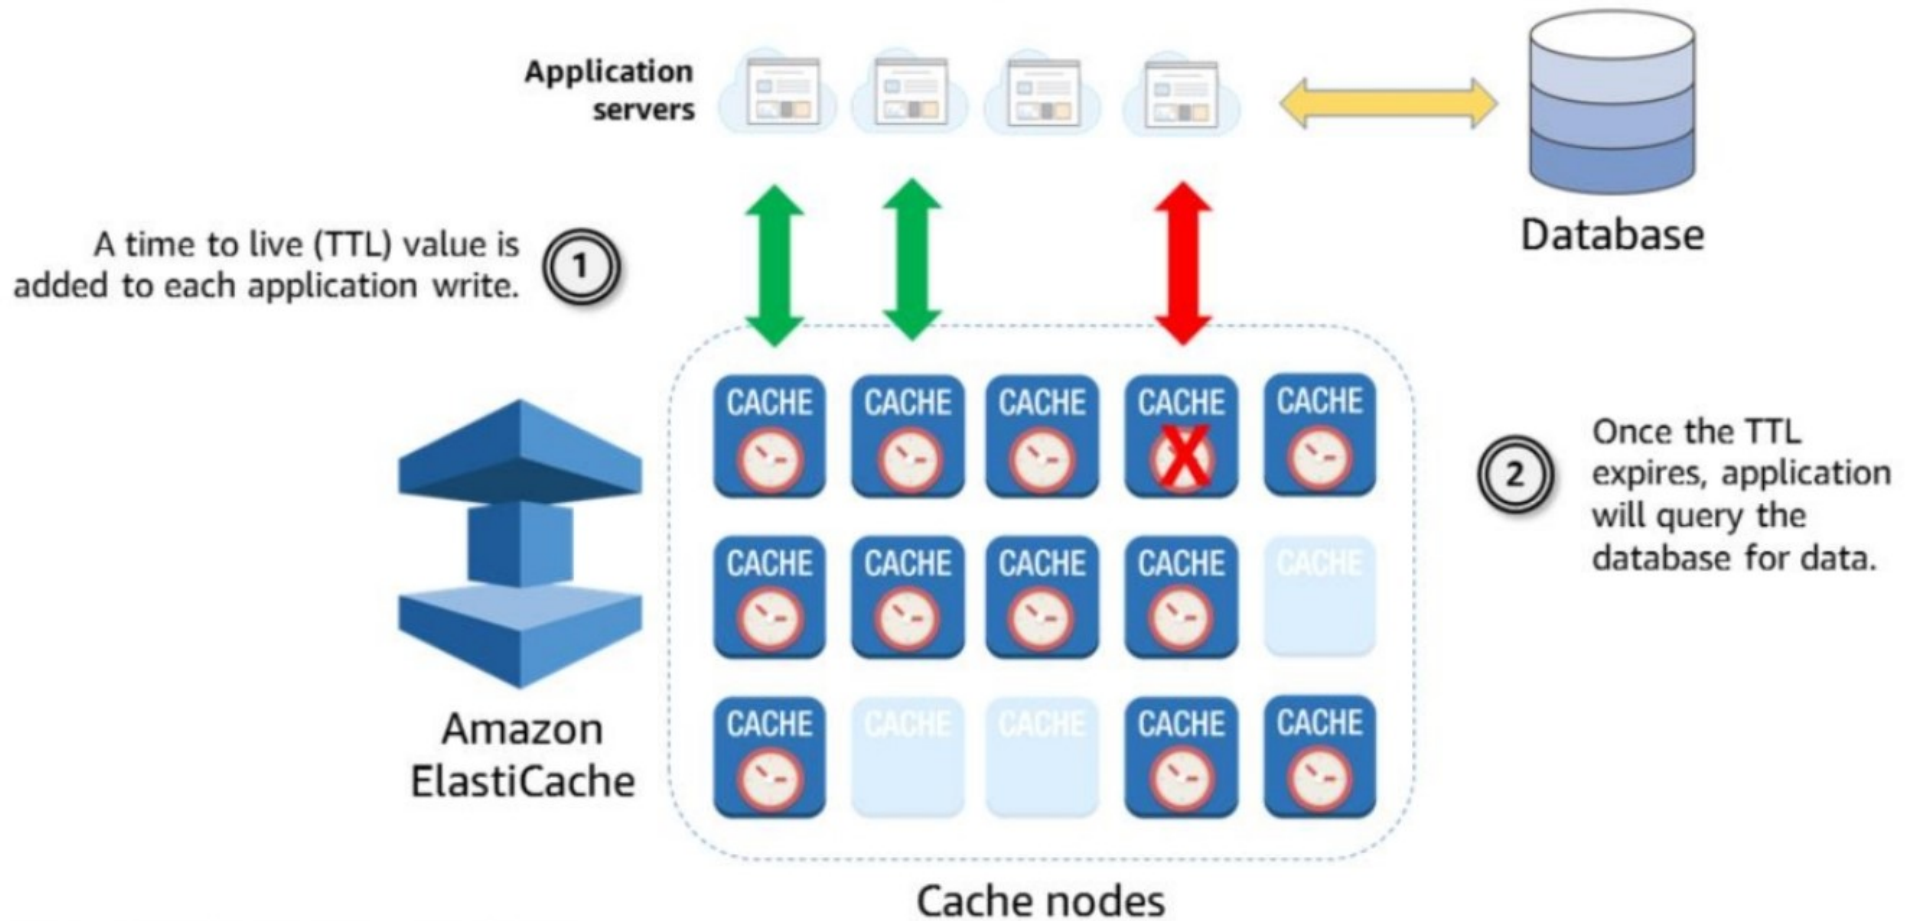 Application
servers
Database
A time to live (TTL) value is
added to each application write.
1
CACHE CACHE CACHE CACHE CACHE
X
2
Once the TTL
expires, application
will query the
database for data.
CACHE CACHE CACHE CACHE CACHE
CACHE CACHE CACHE CACHE CACHE
Amazon
ElastiCache
Cache nodes